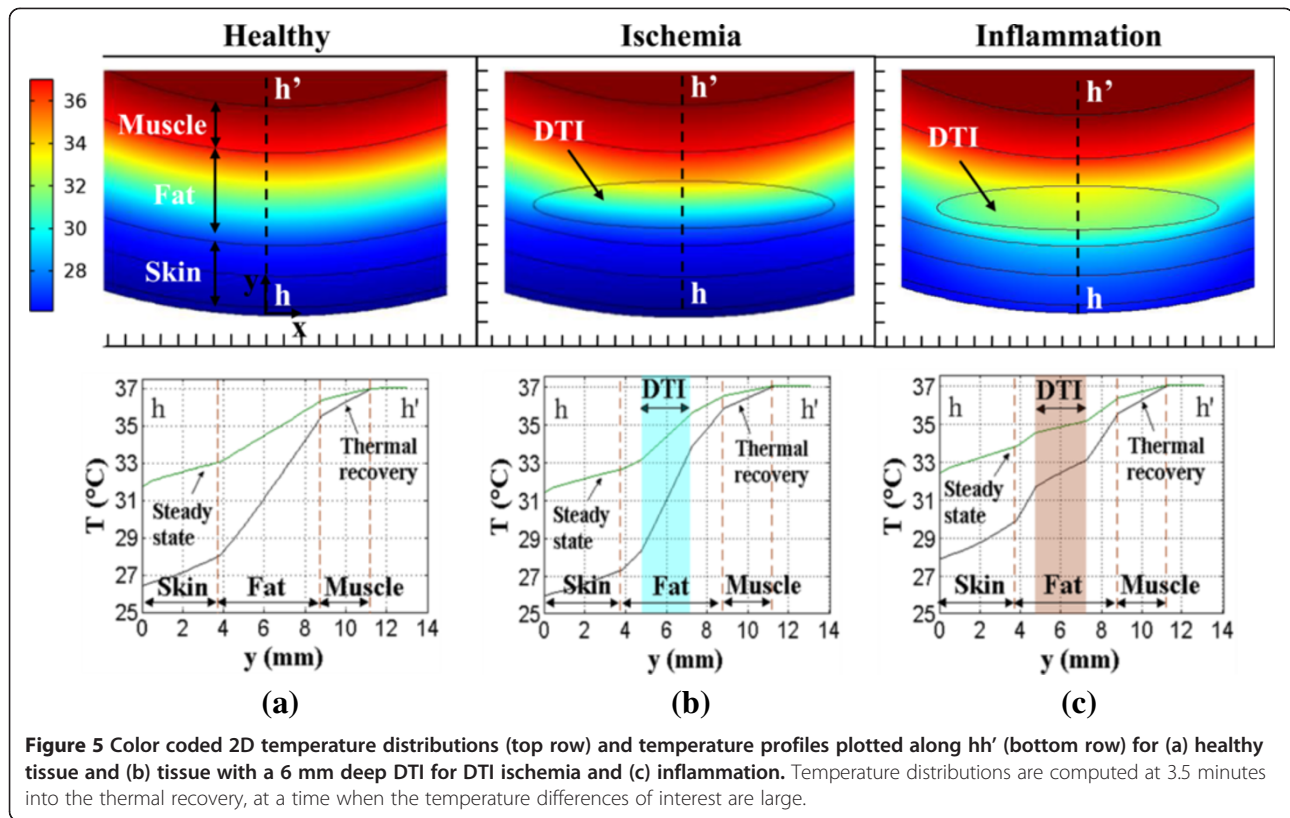 Healthy Ischemia Inflammation
36
34
32
30
28
h’
Muscle
Fat
Skin
y
h
x
h’
DTI
h
h’
DTI
h
37
35
33
31
29
27
25
T (°C)
h
h'
Thermal
recovery
Steady
state
Skin Fat Muscle
0 2 4 6 8 10 12 14
y (mm)
(a)
37
35
33
31
29
27
25
T (°C)
DTI
h
h'
Thermal
recovery
Steady
state
Skin Fat Muscle
0 2 4 6 8 10 12 14
y (mm)
(b)
37
35
33
31
29
27
25
T (°C)
DTI
h
h'
Thermal
recovery
Steady
state
Skin Fat Muscle
0 2 4 6 8 10 12 14
y (mm)
(c)
Figure 5 Color coded 2D temperature distributions (top row) and temperature profiles plotted along hh’ (bottom row) for (a) healthy
tissue and (b) tissue with a 6 mm deep DTI for DTI ischemia and (c) inflammation. Temperature distributions are computed at 3.5 minutes
into the thermal recovery, at a time when the temperature differences of interest are large.